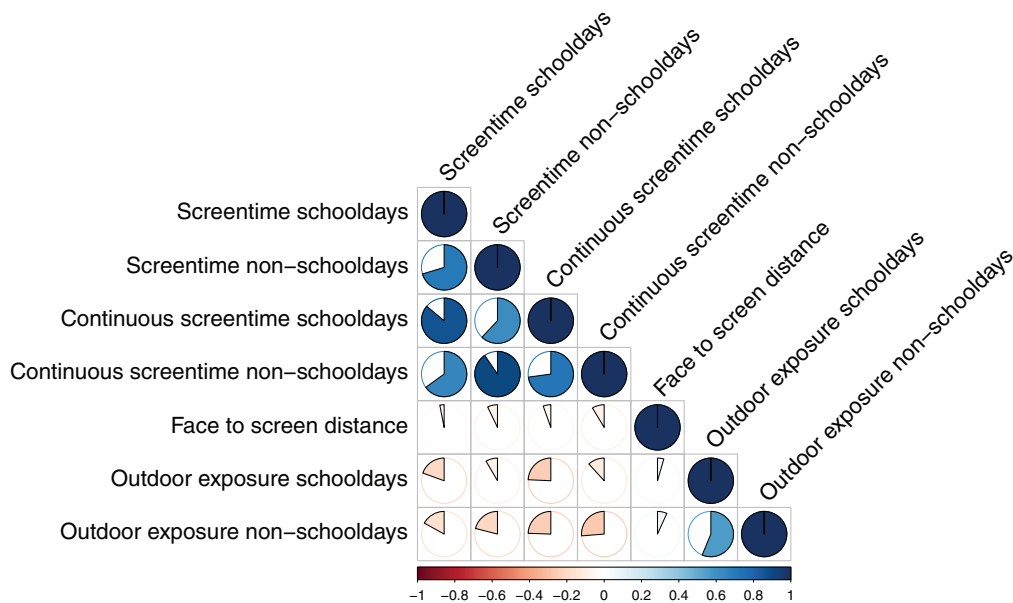 Screentime schooldays
Screentime non−schooldays
Continuous screentime schooldays
Continuous screentime non−schooldays
Face to screen distance
Outdoor exposure schooldays
Outdoor exposure non−schooldays
Screentime schooldays
Screentime non−schooldays
Continuous screentime schooldays
Continuous screentime non−schooldays
Face to screen distance
Outdoor exposure schooldays
Outdoor exposure non−schooldays
−1 −0.8 −0.6 −0.4 −0.2 0 0.2 0.4 0.6 0.8 1